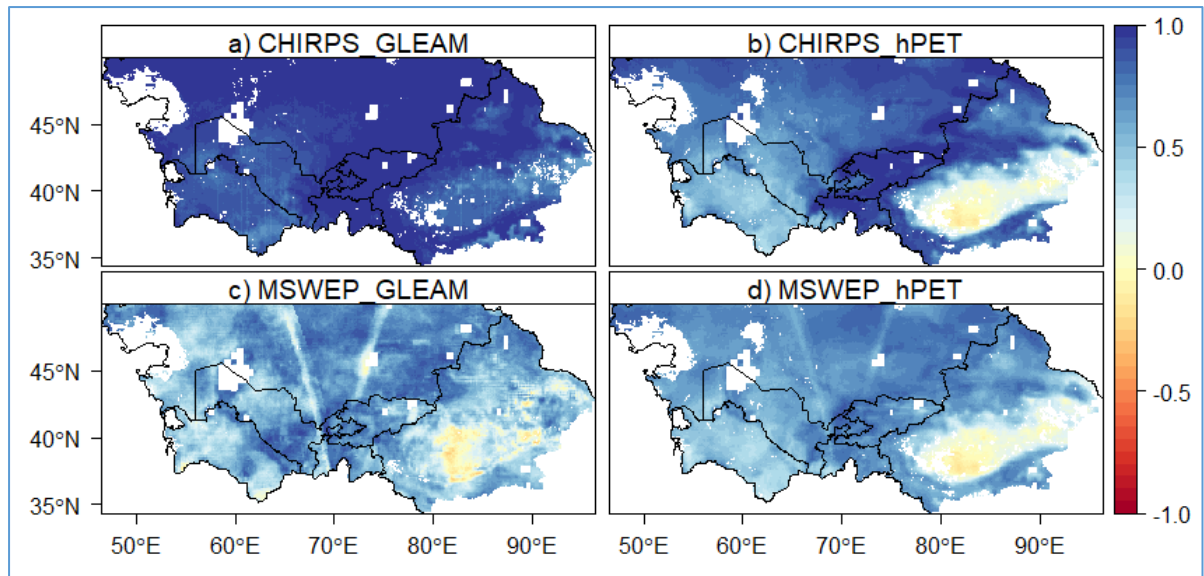 a) CHIRPS_GLEAM
b) CHIRPS_hPET
1.0
45°N
40°N
35°N
0.5
c) MSWEP_GLEAM
d) MSWEP_hPET
0.0
45°N
40°N
35°N
-0.5
-1.0
50°E 60°E 70°E 80°E 90°E
50°E 60°E 70°E 80°E 90°E